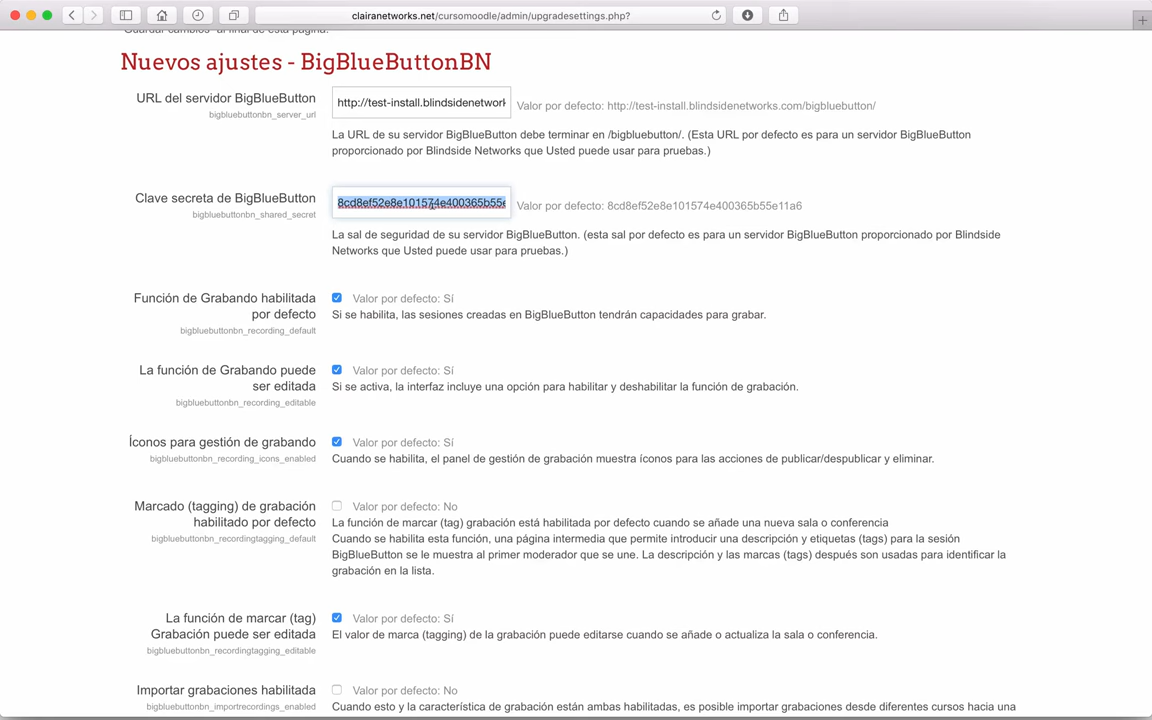 clairanetworks.net/cursomoodle/admin/upgradesettings.php?
"Guardar cambios" al final de esta página.
Nuevos ajustes - BigBlueButtonBN
URL del servidor BigBlueButton
bigbluebuttonbn_server_url
http://test-install.blindsidenetwork
Valor por defecto: http://test-install.blindsidenetworks.com/bigbluebutton/
La URL de su servidor BigBlueButton debe terminar en /bigbluebutton/. (Esta URL por defecto es para un servidor BigBlueButton
proporcionado por Blindside Networks que Usted puede usar para pruebas.)
Clave secreta de BigBlueButton
bigbluebuttonbn_shared_secret
8cd8ef52e8e101574e400365b55e
Valor por defecto: 8cd8ef52e8e101574e400365b55e11a6
La sal de seguridad de su servidor BigBlueButton. (esta sal por defecto es para un servidor BigBlueButton proporcionado por Blindside
Networks que Usted puede usar para pruebas.)
Función de Grabando habilitada
por defecto
bigbluebuttonbn_recording_default
Valor por defecto: Sí
Si se habilita, las sesiones creadas en BigBlueButton tendrán capacidades para grabar.
La función de Grabando puede
ser editada
bigbluebuttonbn_recording_editable
Valor por defecto: Sí
Si se activa, la interfaz incluye una opción para habilitar y deshabilitar la función de grabación.
Íconos para gestión de grabando
bigbluebuttonbn_recording_icons_enabled
Valor por defecto: Sí
Cuando se habilita, el panel de gestión de grabación muestra íconos para las acciones de publicar/despublicar y eliminar.
Marcado (tagging) de grabación
habilitado por defecto
bigbluebuttonbn_recordingtagging_default
Valor por defecto: No
La función de marcar (tag) grabación está habilitada por defecto cuando se añade una nueva sala o conferencia
Cuando se habilita esta función, una página intermedia que permite introducir una descripción y etiquetas (tags) para la sesión
BigBlueButton se le muestra al primer moderador que se une. La descripción y las marcas (tags) después son usadas para identificar la
grabación en la lista.
La función de marcar (tag)
Grabación puede ser editada
bigbluebuttonbn_recordingtagging_editable
Valor por defecto: Sí
El valor de marca (tagging) de la grabación puede editarse cuando se añade o actualiza la sala o conferencia.
Importar grabaciones habilitada
bigbluebuttonbn_importrecordings_enabled
Valor por defecto: No
Cuando esto y la característica de grabación están ambas habilitadas, es posible importar grabaciones desde diferentes cursos hacia una